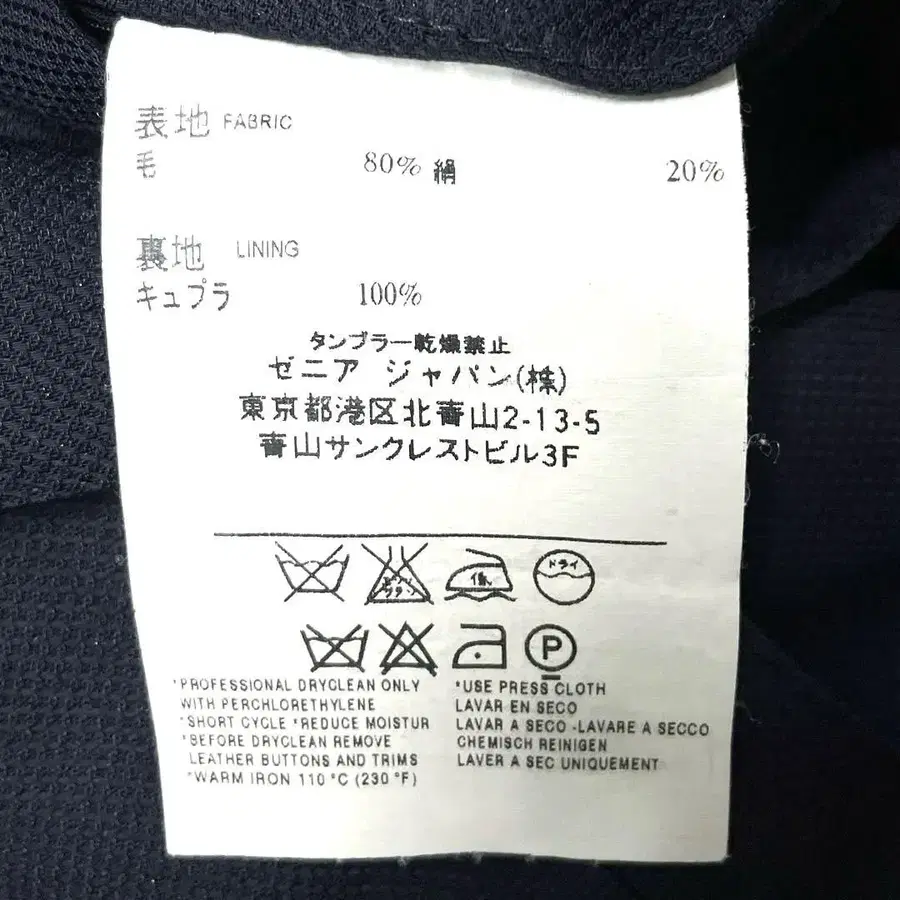 表地 FABRIC
毛 80% 絹 20%
裏地 LINING
キュプラ 100%
タンブラー乾燥禁止
ゼニア ジャパン(株)
東京都港区北青山2-13-5
青山サンクレストビル3F
低
ドライ
P
*PROFESSIONAL DRYCLEAN ONLY
WITH PERCHLORETHYLENE
*SHORT CYCLE *REDUCE MOISTUR
*BEFORE DRYCLEAN REMOVE
LEATHER BUTTONS AND TRIMS
*WARM IRON 110 °C (230 °F)
*USE PRESS CLOTH
LAVAR EN SECO
LAVAR A SECO -LAVARE A SECCO
CHEMISCH REINIGEN
LAVER A SEC UNIQUEMENT